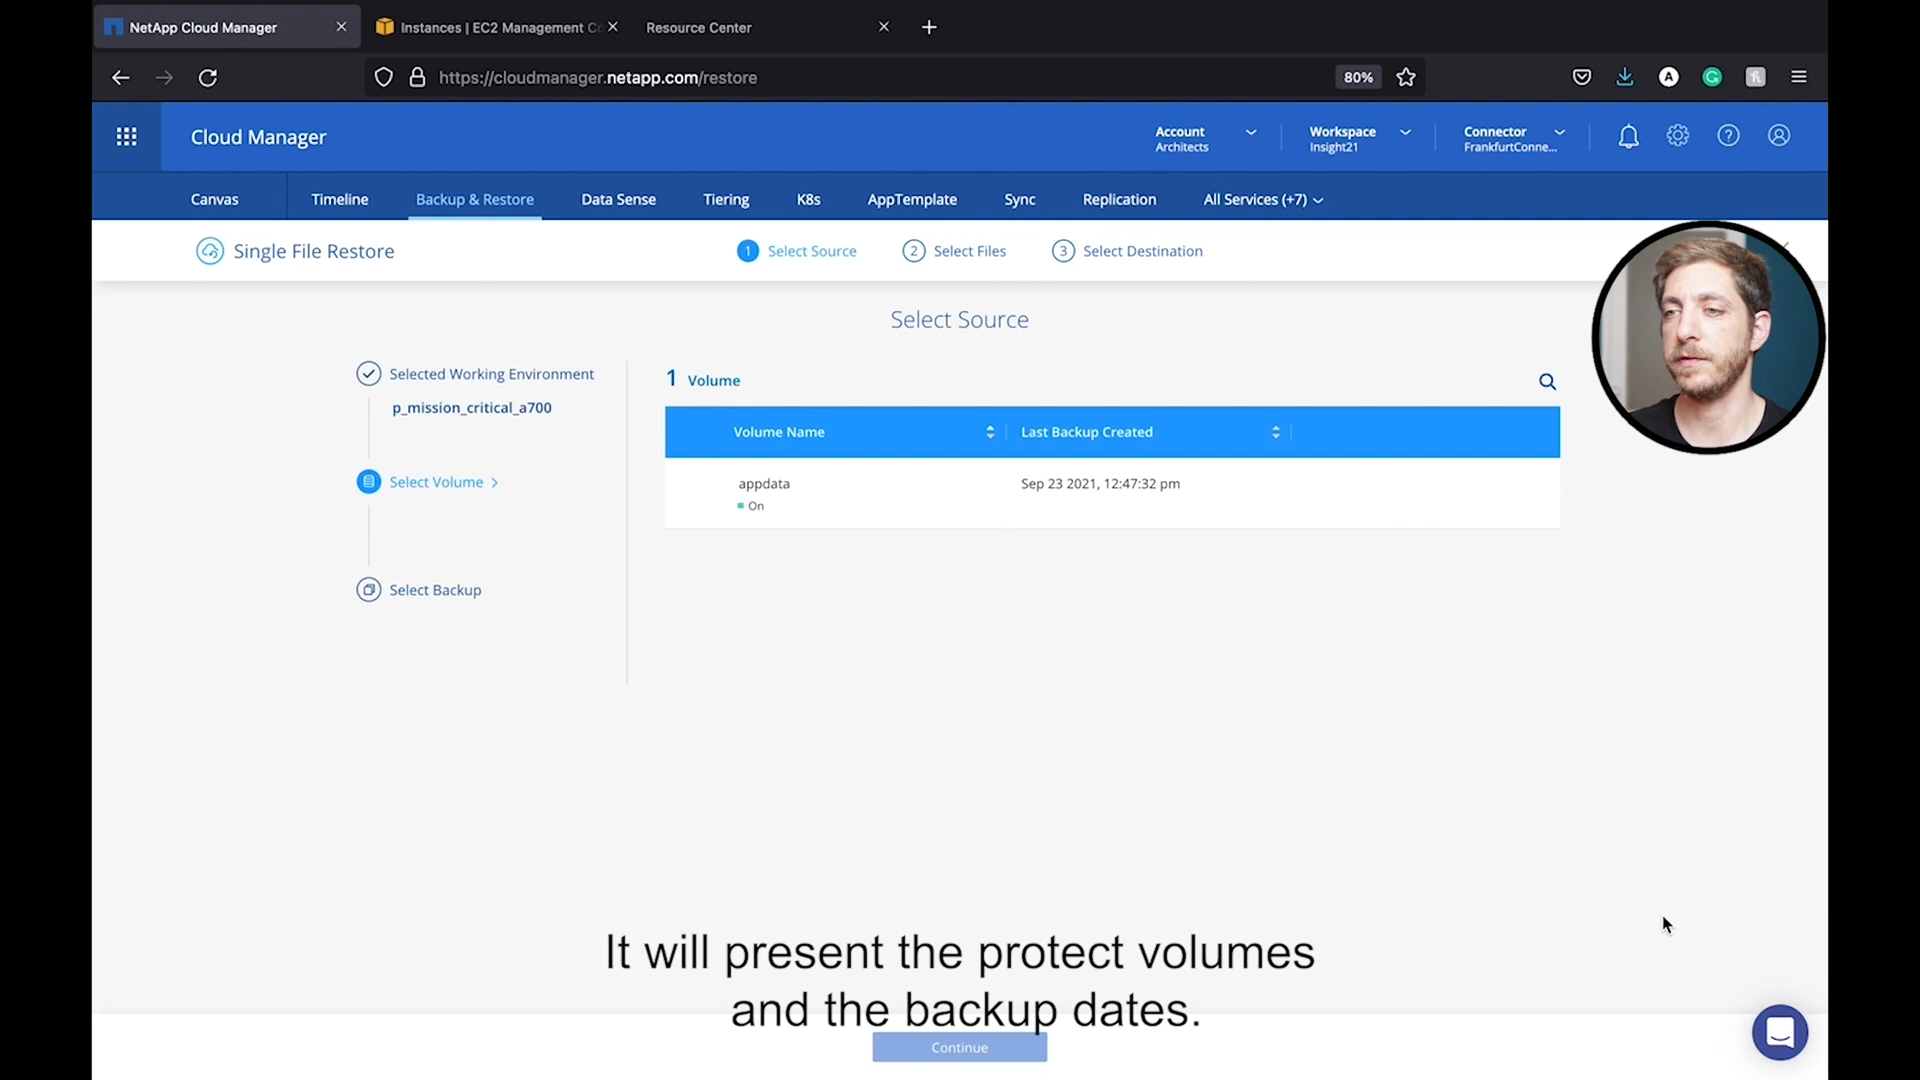 NetApp Cloud Manager
Instances | EC2 Management Co
Resource Center
https://cloudmanager.netapp.com/restore
80%
A
Cloud Manager
Account
Architects
Workspace
Insight21
Connector
FrankfurtConne...
Canvas
Timeline
Backup & Restore
Data Sense
Tiering
K8s
AppTemplate
Sync
Replication
All Services (+7)
Single File Restore
1 Select Source
2 Select Files
3 Select Destination
Select Source
Selected Working Environment
p_mission_critical_a700
Select Volume >
Select Backup
1 Volume
Volume Name
Last Backup Created
appdata
Sep 23 2021, 12:47:32 pm
On
It will present the protect volumes
and the backup dates.
Continue